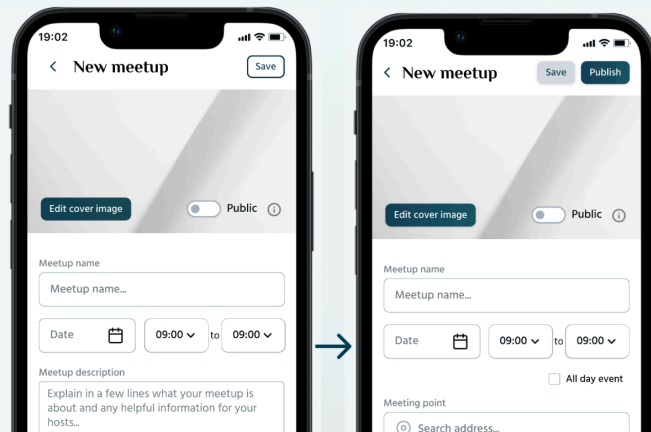 19:02
New meetup
Save
Edit cover image
Public
Meetup name
Meetup name...
Date
09:00
to
09:00
Meetup description
Explain in a few lines what your meetup is
about and any helpful information for your
hosts...
19:02
New meetup
Save
Publish
Edit cover image
Public
Meetup name
Meetup name...
Date
09:00
to
09:00
All day event
Meeting point
Search address...